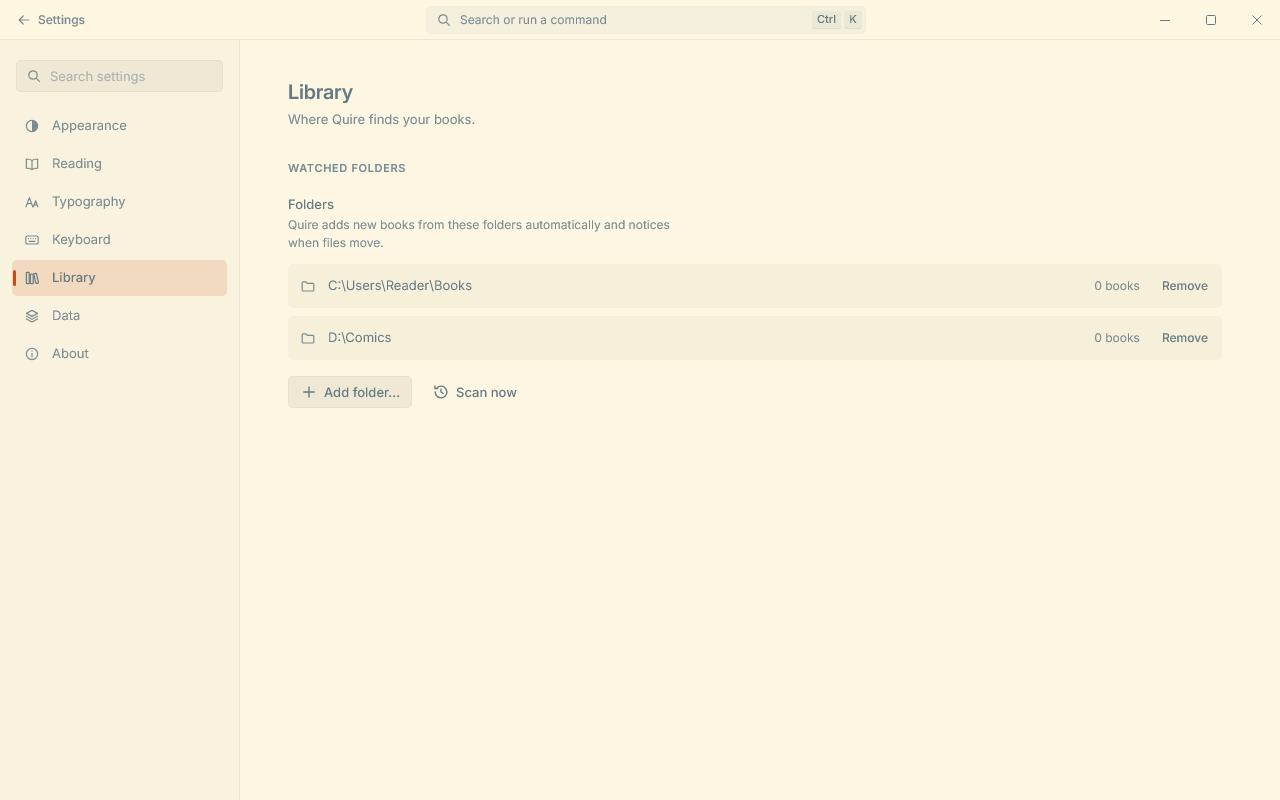 Settings
Search or run a command
Ctrl K
Search settings
Appearance
Reading
Typography
Keyboard
Library
Data
About
Library
Where Quire finds your books.
WATCHED FOLDERS
Folders
Quire adds new books from these folders automatically and notices
when files move.
C:\Users\Reader\Books 0 books Remove
D:\Comics 0 books Remove
Add folder... Scan now